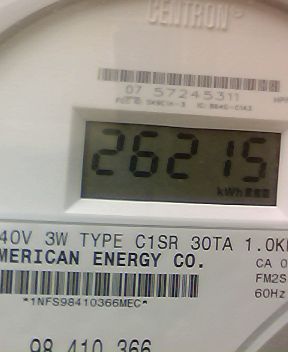 CENTRON
07 57245311
26215
kWh
40V 3W TYPE C1SR 30TA 1.0K
MERICAN ENERGY CO.
CA 0
FM2S
60Hz
*1NFS98410366MEC*
98 410 366